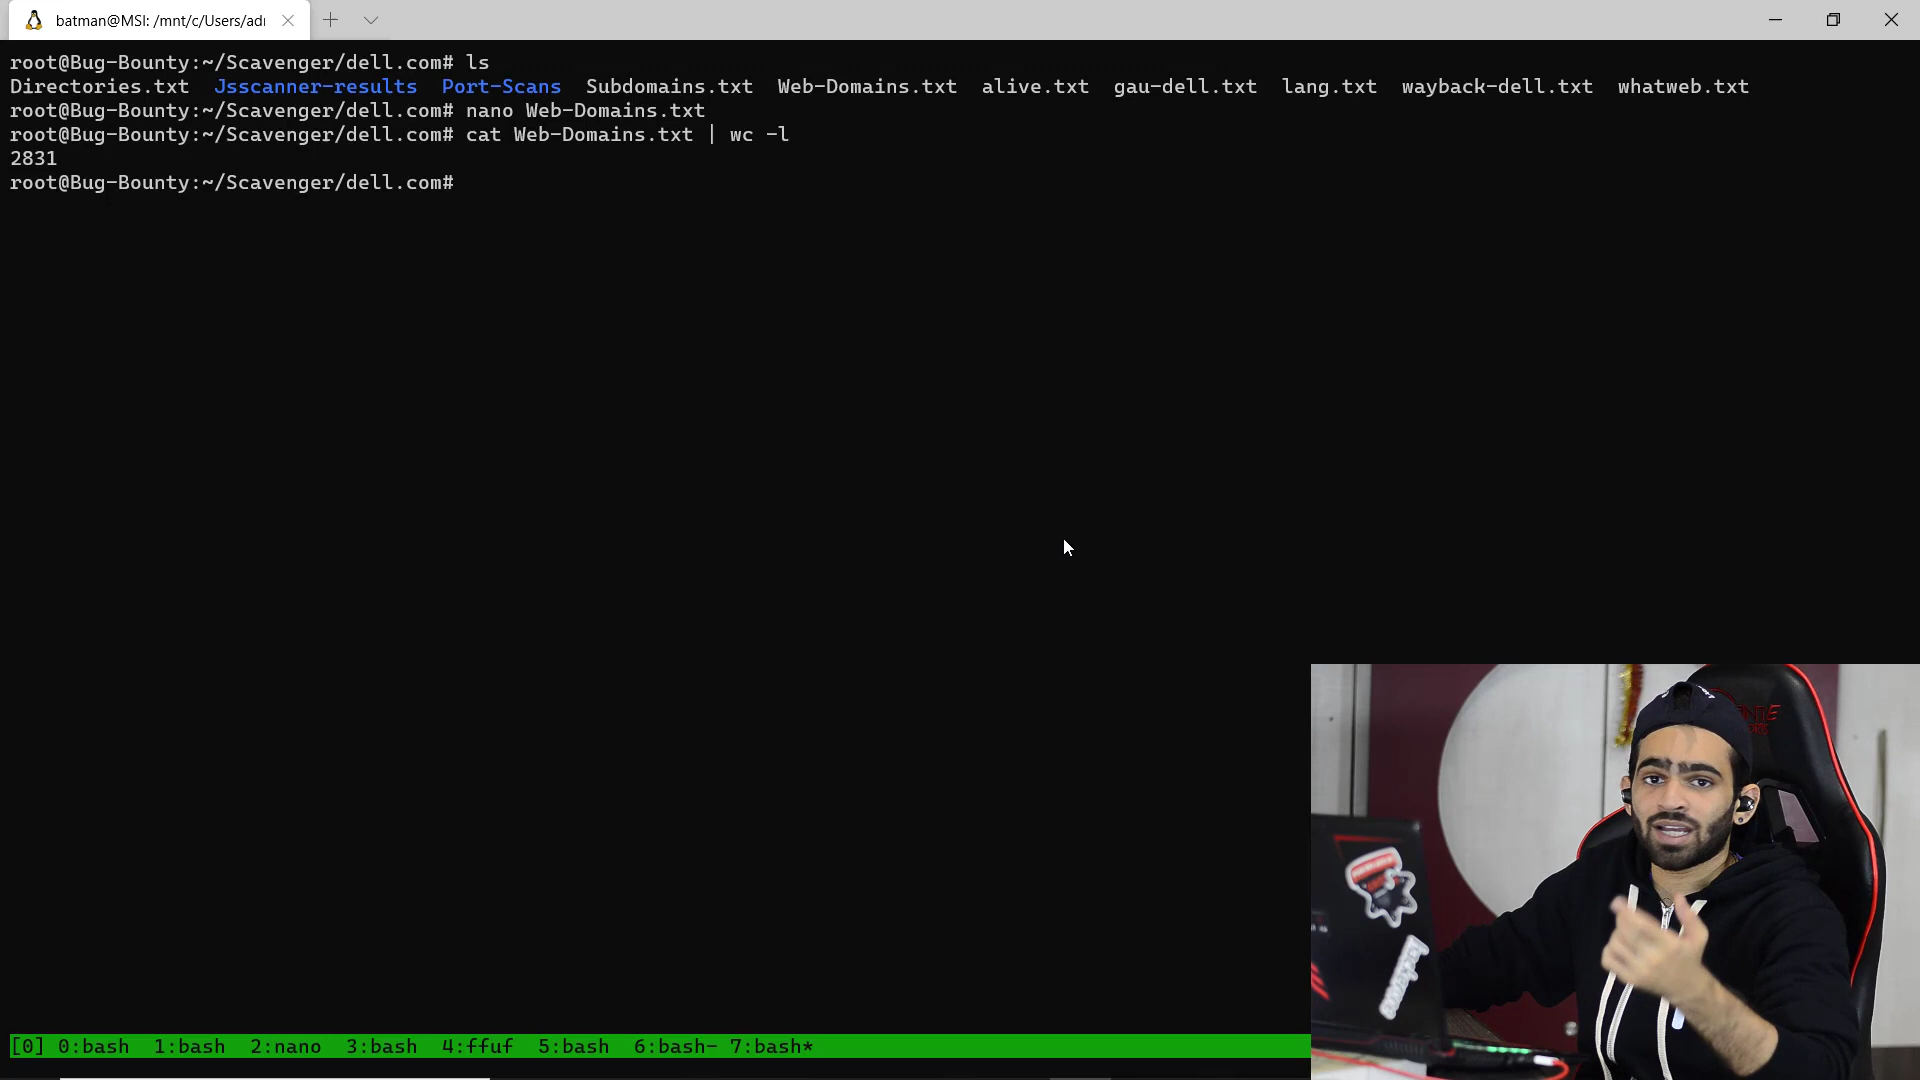 batman@MSI: /mnt/c/Users/adı
root@Bug-Bounty:~/Scavenger/dell.com# ls
Directories.txt Jsscanner-results Port-Scans Subdomains.txt Web-Domains.txt alive.txt gau-dell.txt lang.txt wayback-dell.txt whatweb.txt
root@Bug-Bounty:~/Scavenger/dell.com# nano Web-Domains.txt
root@Bug-Bounty:~/Scavenger/dell.com# cat Web-Domains.txt | wc -l
2831
root@Bug-Bounty:~/Scavenger/dell.com#
[0] 0:bash 1:bash 2:nano 3:bash 4:ffuf 5:bash 6:bash- 7:bash*